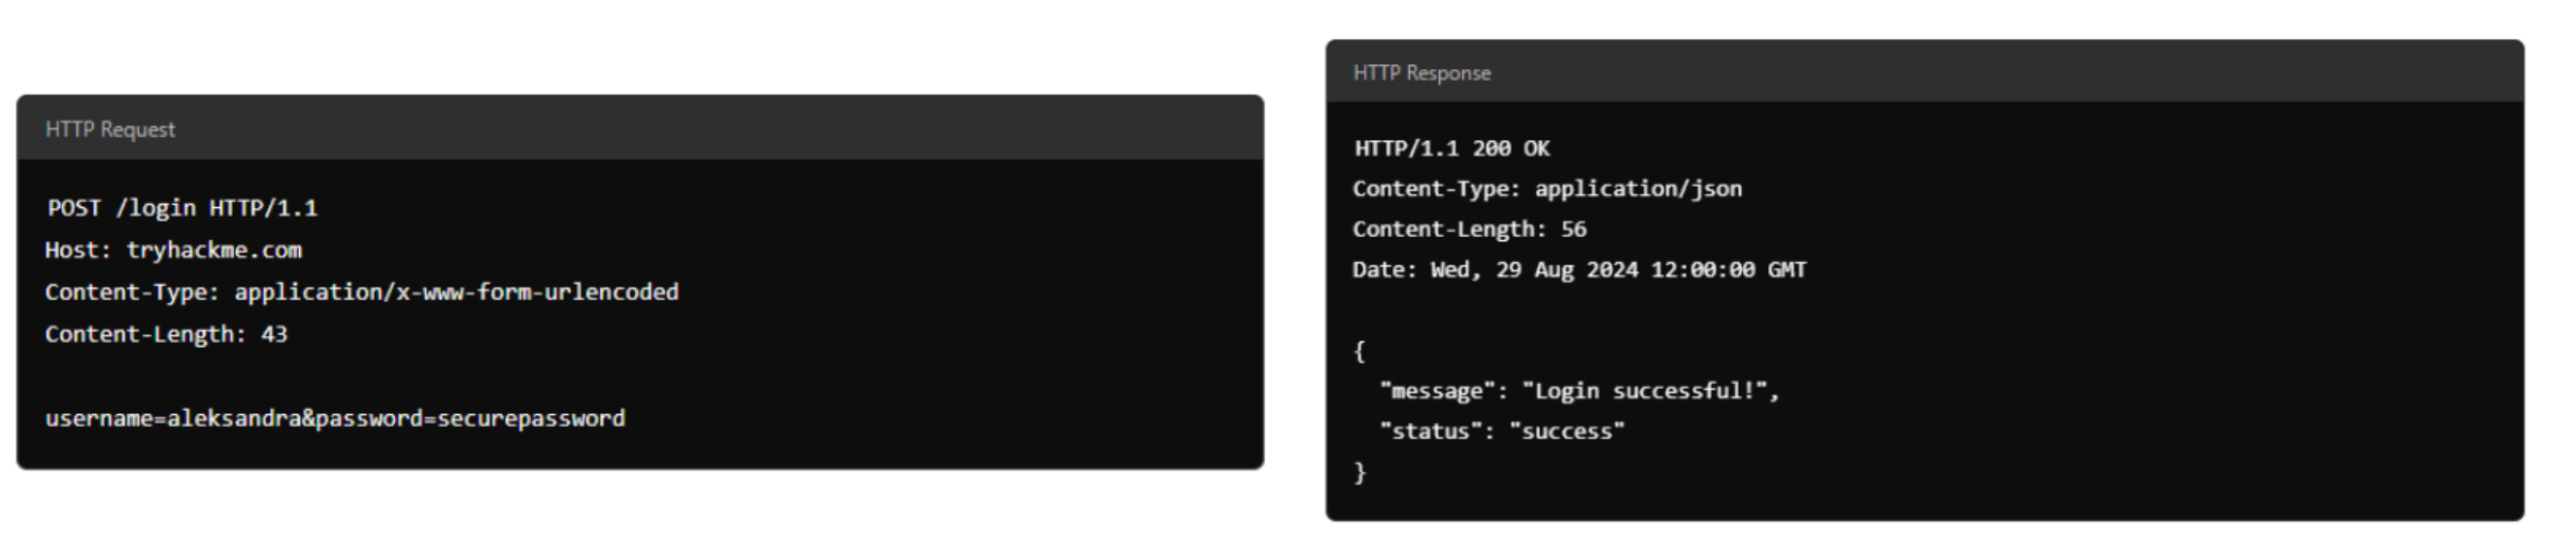 HTTP Request
POST /login HTTP/1.1
Host: tryhackme.com
Content-Type: application/x-www-form-urlencoded
Content-Length: 43
username=aleksandra&password=securepassword
HTTP Response
HTTP/1.1 200 OK
Content-Type: application/json
Content-Length: 56
Date: Wed, 29 Aug 2024 12:00:00 GMT
{
"message": "Login successful!",
"status": "success"
}